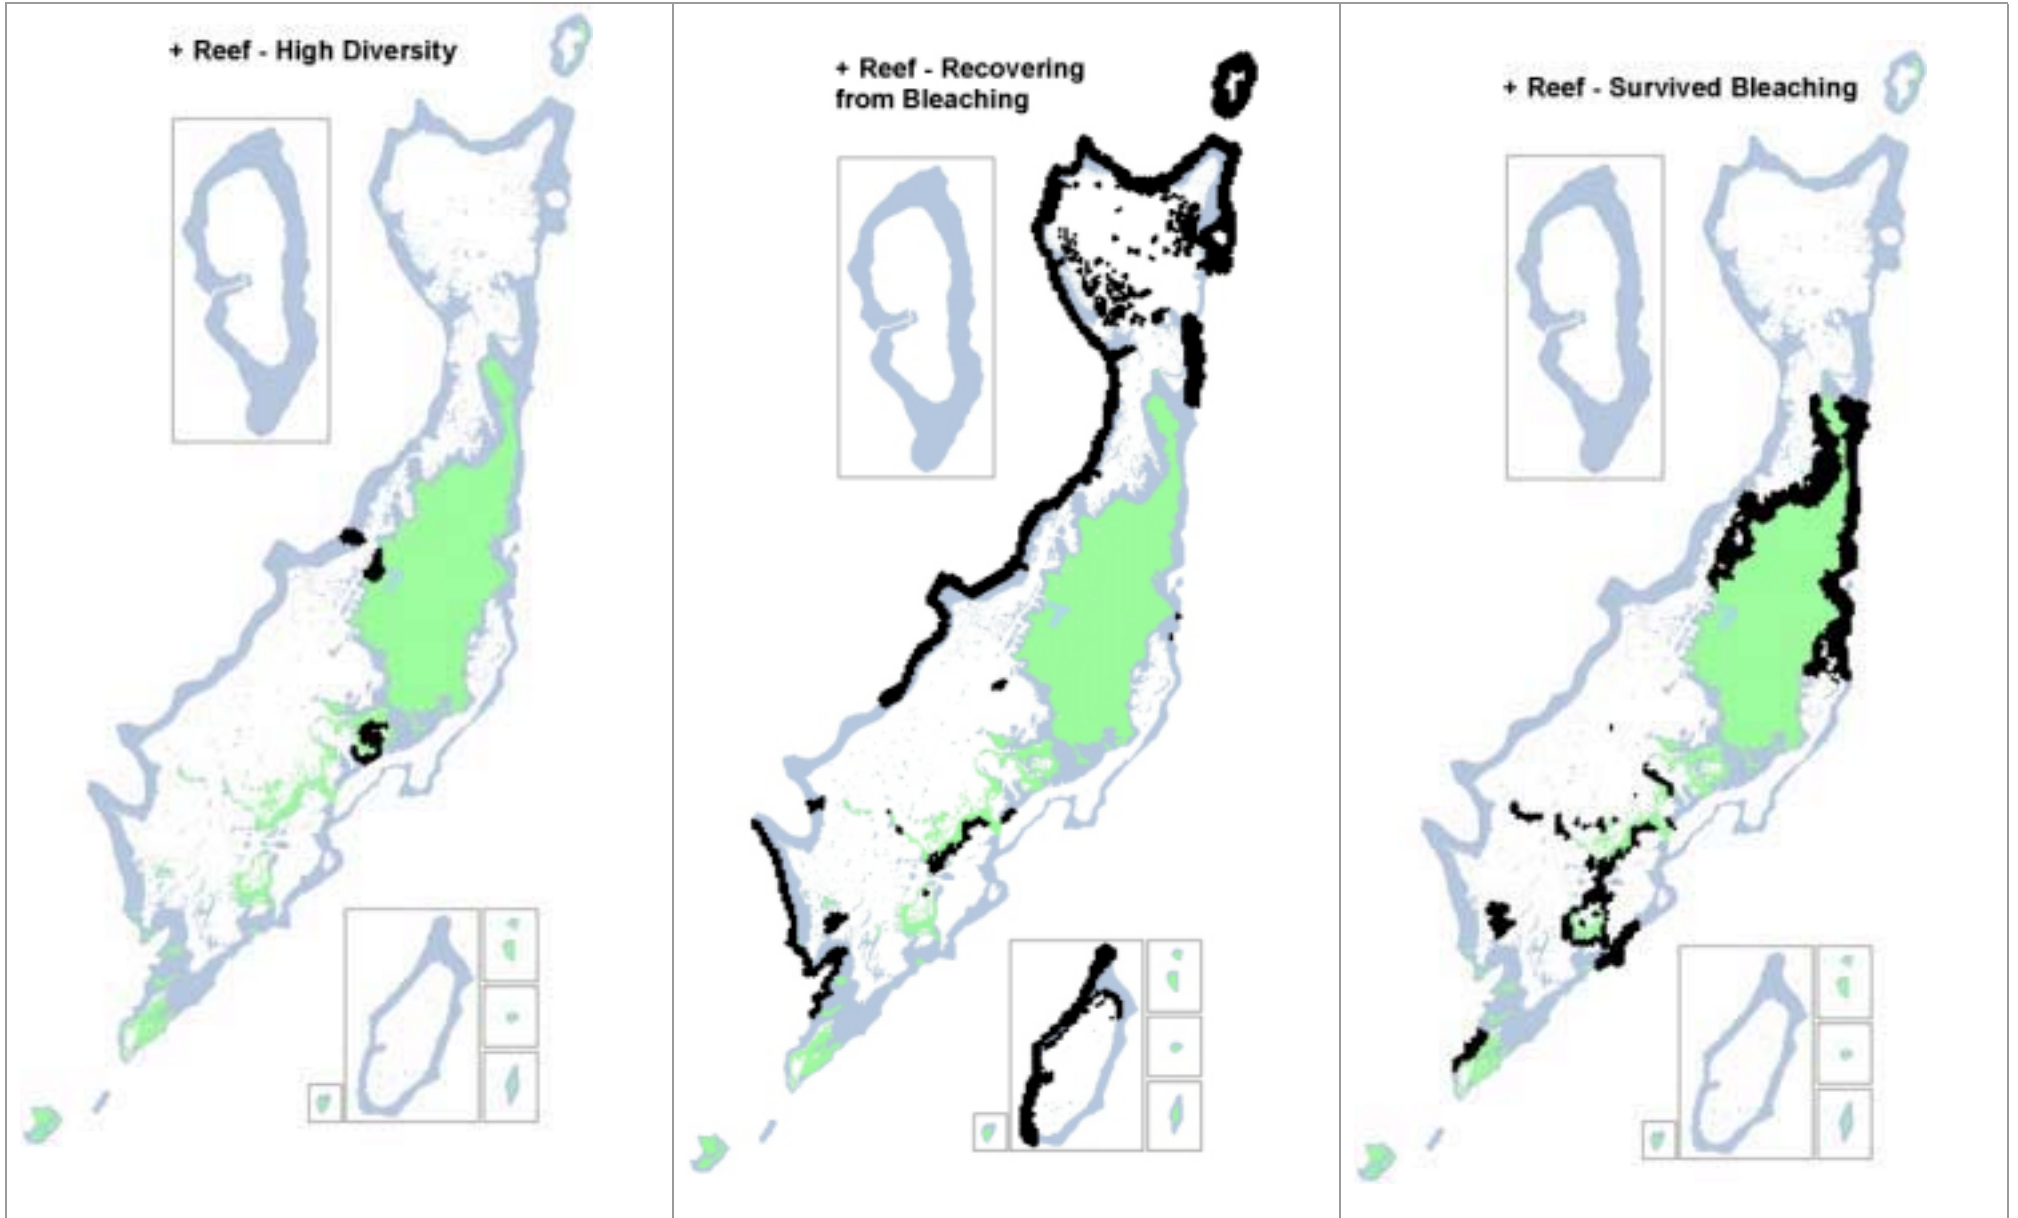 + Reef - High Diversity
+ Reef - Recovering
from Bleaching
+ Reef - Survived Bleaching